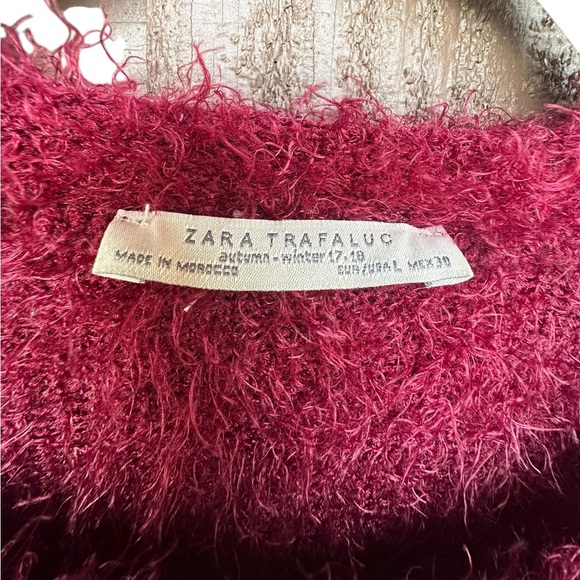 ZARA TRAFALUC
autumn-winter 17-18
MADE IN MOROCCO EUR/USA L MEX 30